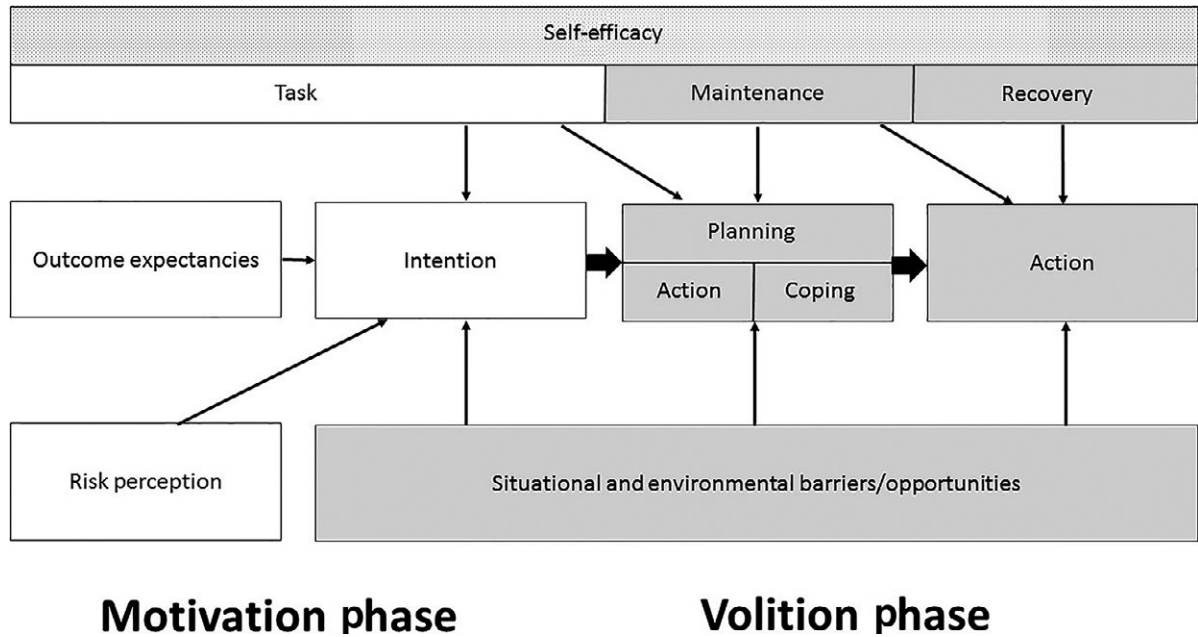 Self-efficacy
Task
Maintenance
Recovery
Outcome expectancies
Intention
Planning
Action
Coping
Action
Risk perception
Situational and environmental barriers/opportunities
Motivation phase
Volition phase